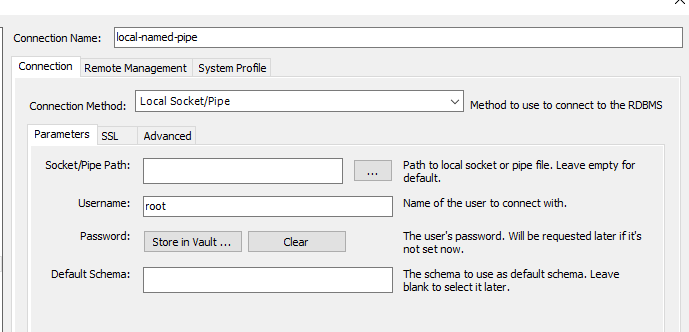 Connection Name: local-named-pipe
Connection Remote Management System Profile
Connection Method: Local Socket/Pipe Method to use to connect to the RDBMS
Parameters SSL Advanced
Socket/Pipe Path: ... Path to local socket or pipe file. Leave empty for
default.
Username: root Name of the user to connect with.
Password: Store in Vault ... Clear The user's password. Will be requested later if it's
not set now.
Default Schema: The schema to use as default schema. Leave
blank to select it later.